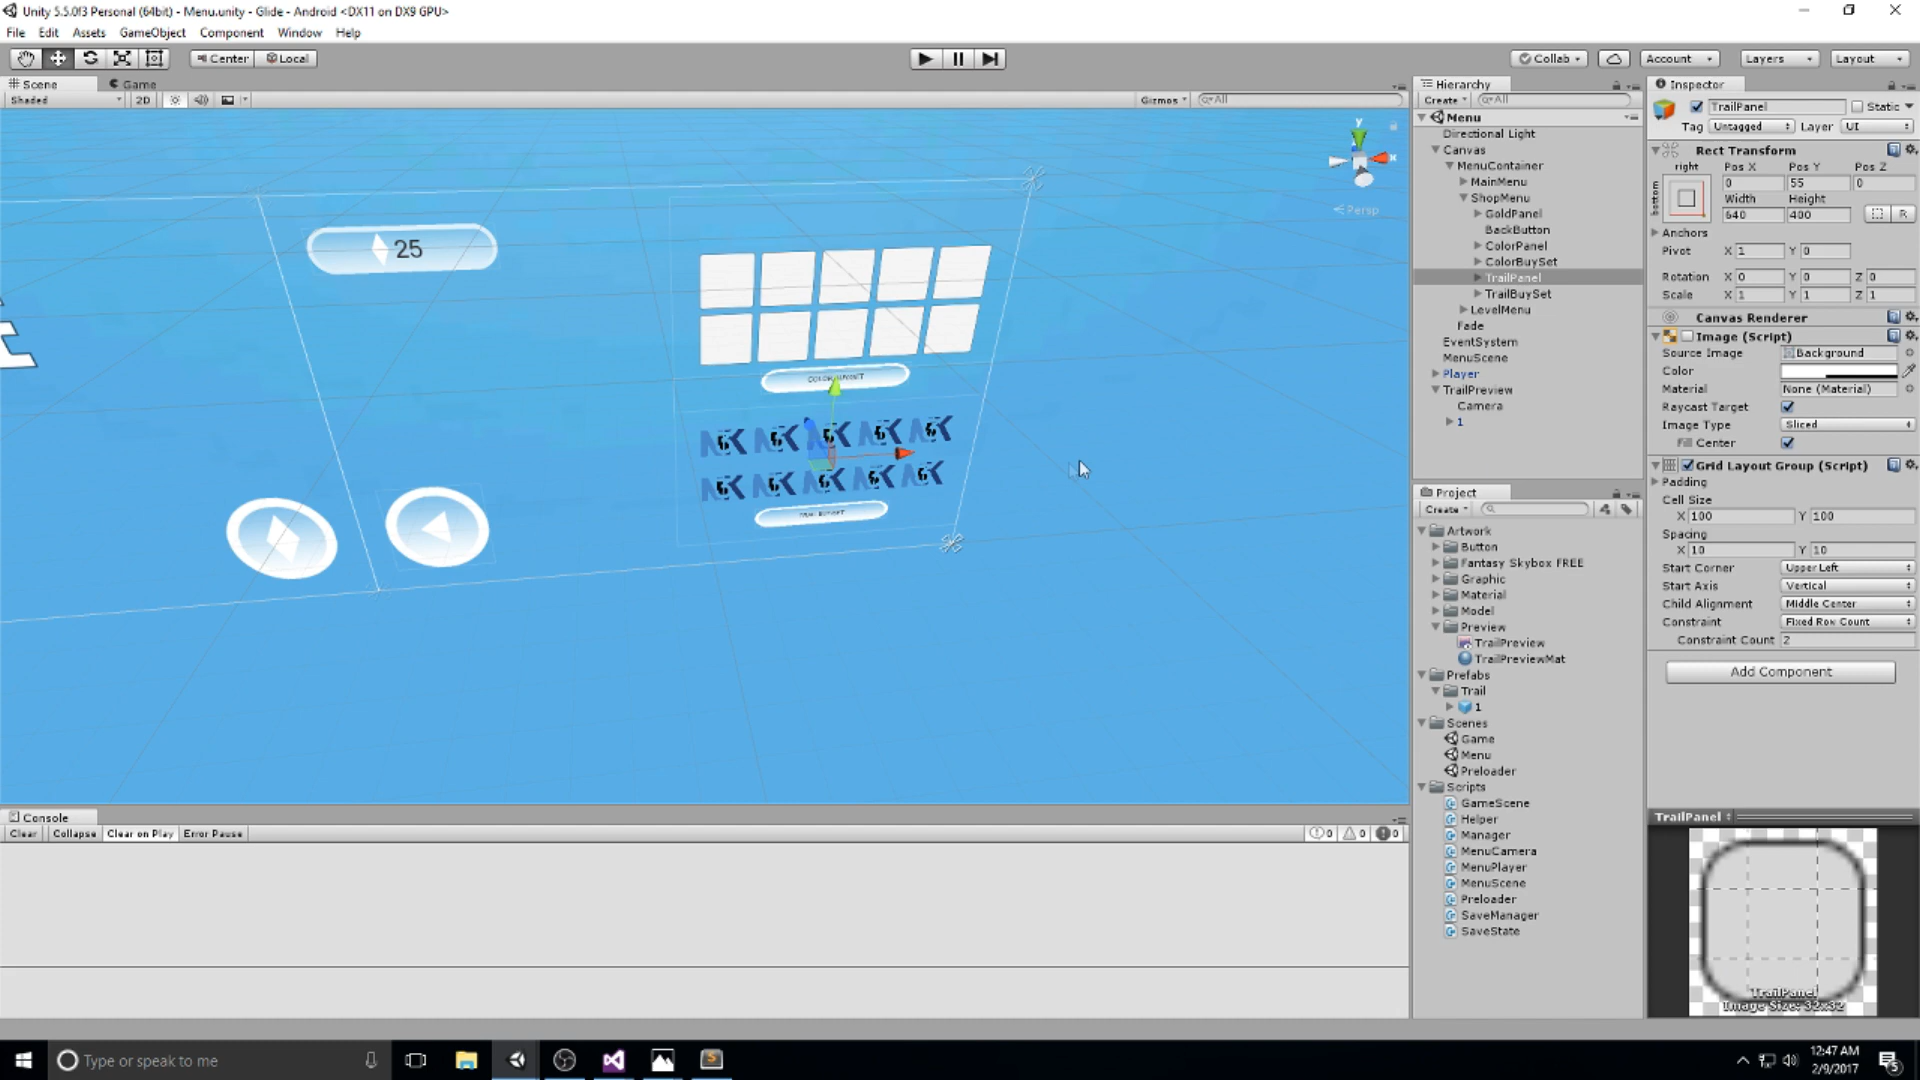 Unity 5.5.0f3 Personal (64bit) - Menu.unity - Glide - Android <DX11 on DX9 GPU>
File Edit Assets GameObject Component Window Help
Center Local Collab Account Layers Layout
Scene Game
Shaded 2D Gizmos All
y
x
Persp
25
Console
Clear Collapse Clear on Play Error Pause 0 0 0
Hierarchy
Create All
Menu
Directional Light
Canvas
MenuContainer
MainMenu
ShopMenu
GoldPanel
BackButton
ColorPanel
ColorBuySet
TrailPanel
TrailBuySet
LevelMenu
Fade
EventSystem
MenuScene
Player
TrailPreview
Camera
1
Project
Create
Artwork
Button
Fantasy Skybox FREE
Graphic
Material
Model
Preview
TrailPreview
TrailPreviewMat
Prefabs
Trail
1
Scenes
Game
Menu
Preloader
Scripts
GameScene
Helper
Manager
MenuCamera
MenuPlayer
MenuScene
Preloader
SaveManager
SaveState
Inspector
TrailPanel Static
Tag Untagged Layer UI
Rect Transform
right Pos X Pos Y Pos Z
bottom 0 55 0
Width Height
640 400 R
Anchors
Pivot X 1 Y 0
Rotation X 0 Y 0 Z 0
Scale X 1 Y 1 Z 1
Canvas Renderer
Image (Script)
Source Image Background
Color
Material None (Material)
Raycast Target
Image Type Sliced
Fill Center
Grid Layout Group (Script)
Padding
Cell Size
X 100 Y 100
Spacing
X 10 Y 10
Start Corner Upper Left
Start Axis Vertical
Child Alignment Middle Center
Constraint Fixed Row Count
Constraint Count 2
Add Component
TrailPanel
TrailPanel
Image Size: 32x32
Type or speak to me
12:47 AM
2/9/2017
5